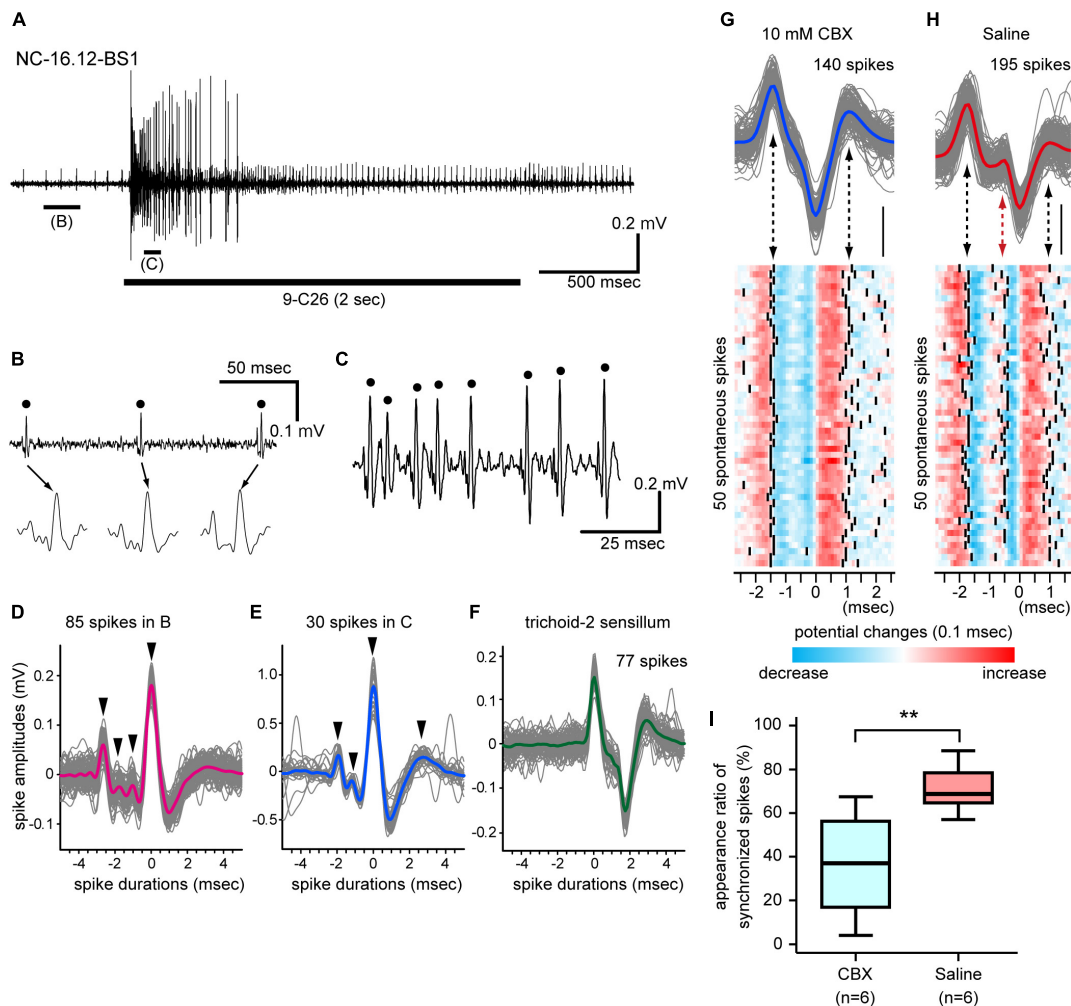 A
NC-16.12-BS1
(B)
(C)
0.2 mV
500 msec
9-C26 (2 sec)
B
50 msec
0.1 mV
C
0.2 mV
25 msec
D
85 spikes in B
spike amplitudes (mV)
0.2
0.1
0
-0.1
-4 -2 0 2 4
spike durations (msec)
E
30 spikes in C
1.0
0.5
0
-0.5
-4 -2 0 2 4
spike durations (msec)
F
trichoid-2 sensillum
77 spikes
0.2
0.1
0
-0.1
-0.2
-4 -2 0 2 4
spike durations (msec)
G
10 mM CBX
140 spikes
50 spontaneous spikes
-2 -1 0 1 2
(msec)
H
Saline
195 spikes
50 spontaneous spikes
-2 -1 0 1
(msec)
potential changes (0.1 msec)
decrease
increase
I
**
appearance ratio of
synchronized spikes (%)
100
80
60
40
20
0
CBX
(n=6)
Saline
(n=6)